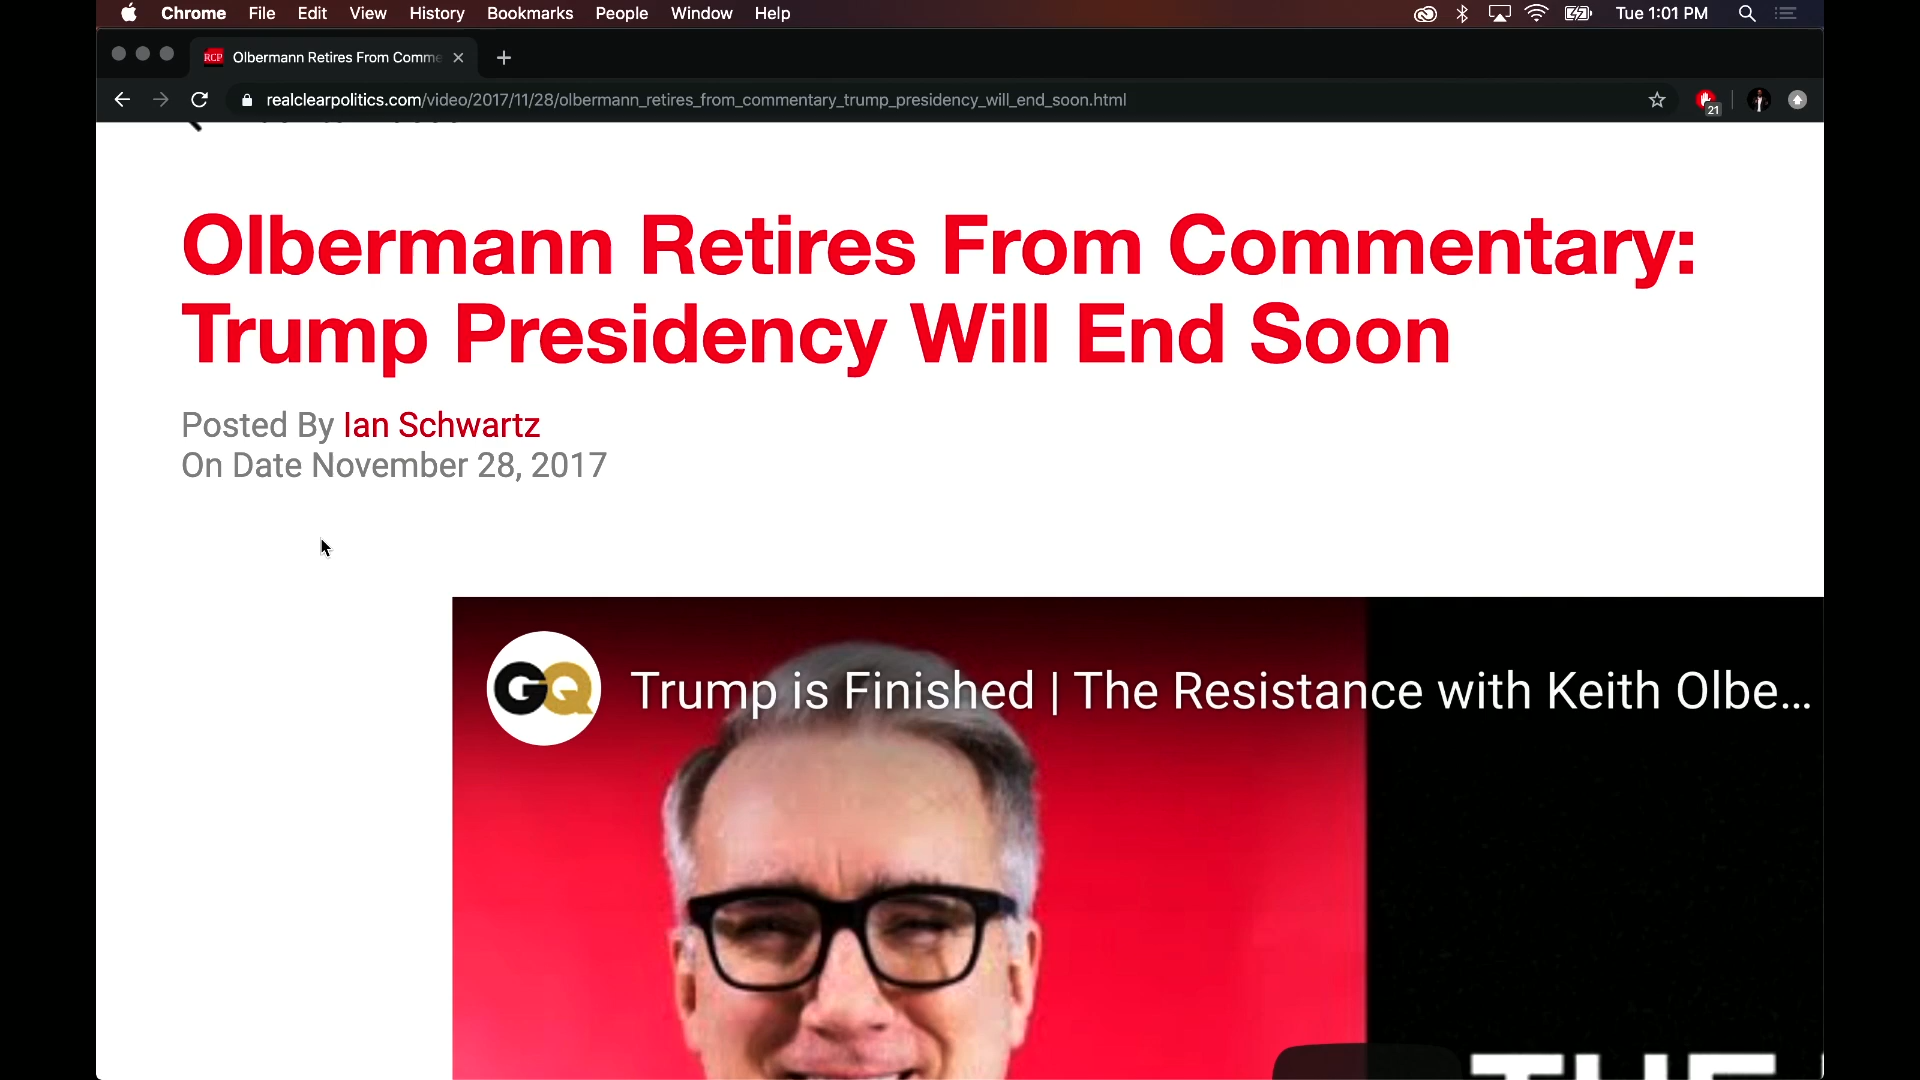 Chrome File Edit View History Bookmarks People Window Help
Tue 1:01 PM
RCP Olbermann Retires From Comme
realclearpolitics.com/video/2017/11/28/olbermann_retires_from_commentary_trump_presidency_will_end_soon.html
21
Olbermann Retires From Commentary:
Trump Presidency Will End Soon
Posted By Ian Schwartz
On Date November 28, 2017
GQ
Trump is Finished | The Resistance with Keith Olbe...
THE